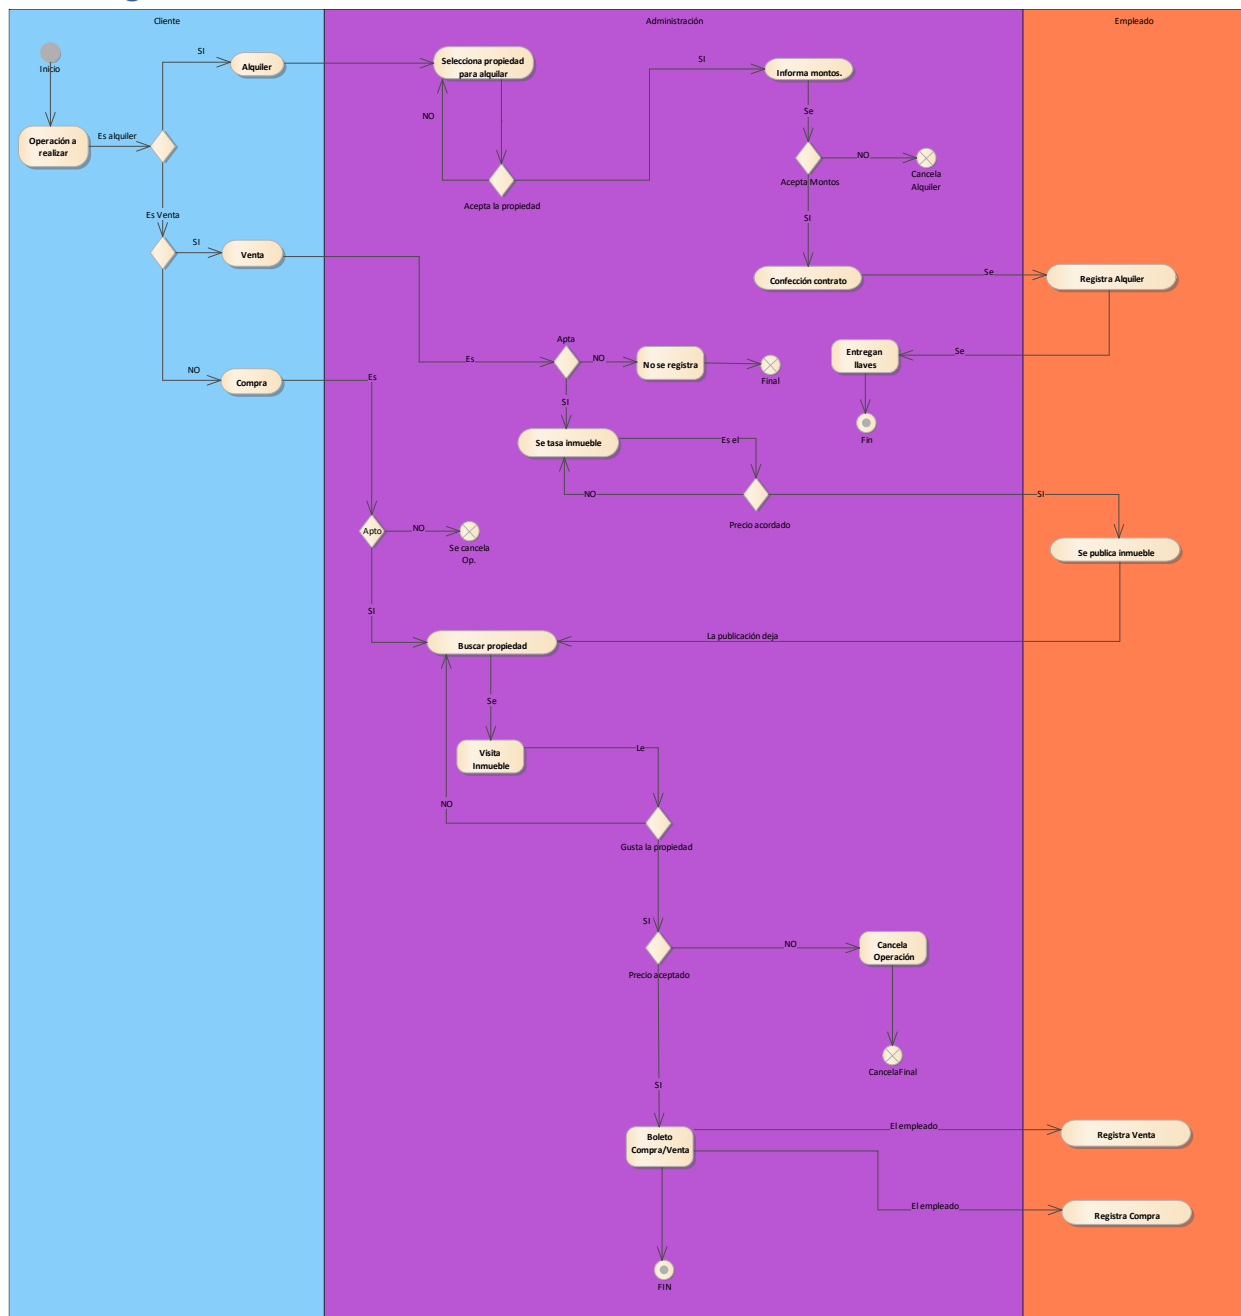 Cliente
Administración
Empleado
Inicio
SI
Alquiler
Selecciona propiedad
para alquilar
SI
Informa montos.
NO
Se
Operación a
realizar
Es alquiler
NO
Cancela
Alquiler
Acepta Montos
Acepta la propiedad
Es Venta
SI
SI
Venta
Confección contrato
Se
Registra Alquiler
Apta
Es
NO
No se registra
Final
Entregan
llaves
Se
NO
Compra
Es
SI
Fin
Se tasa inmueble
Es el
NO
SI
Precio acordado
Apto
NO
Se cancela
Op.
Se publica inmueble
SI
La publicación deja
Buscar propiedad
Se
Visita
Inmueble
Le
NO
Gusta la propiedad
SI
NO
Cancela
Operación
Precio aceptado
CancelaFinal
SI
El empleado
Registra Venta
Boleto
Compra/Venta
El empleado
Registra Compra
FIN